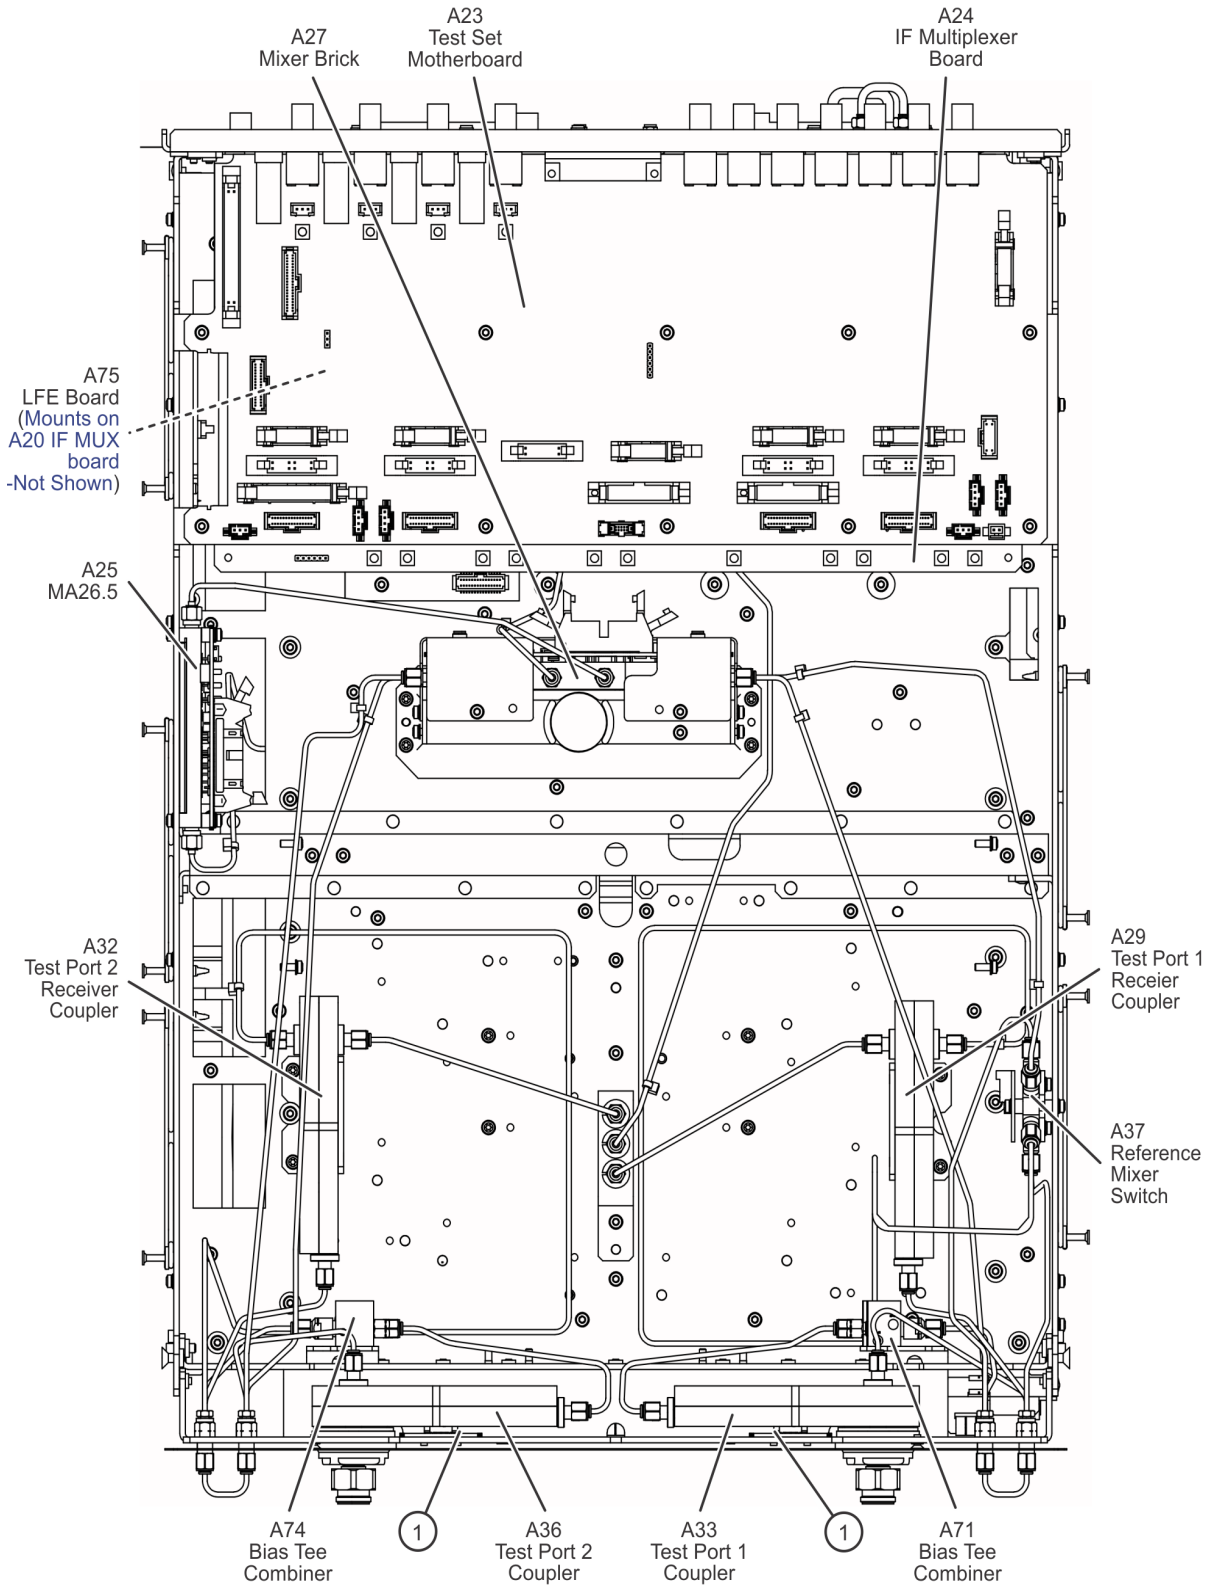 A23
Test Set
Motherboard
A24
IF Multiplexer
Board
A27
Mixer Brick
A75
LFE Board
(Mounts on
A20 IF MUX
board
-Not Shown)
A25
MA26.5
A32
Test Port 2
Receiver
Coupler
A29
Test Port 1
Receier
Coupler
A37
Reference
Mixer
Switch
A74
Bias Tee
Combiner
1
A36
Test Port 2
Coupler
A33
Test Port 1
Coupler
1
A71
Bias Tee
Combiner